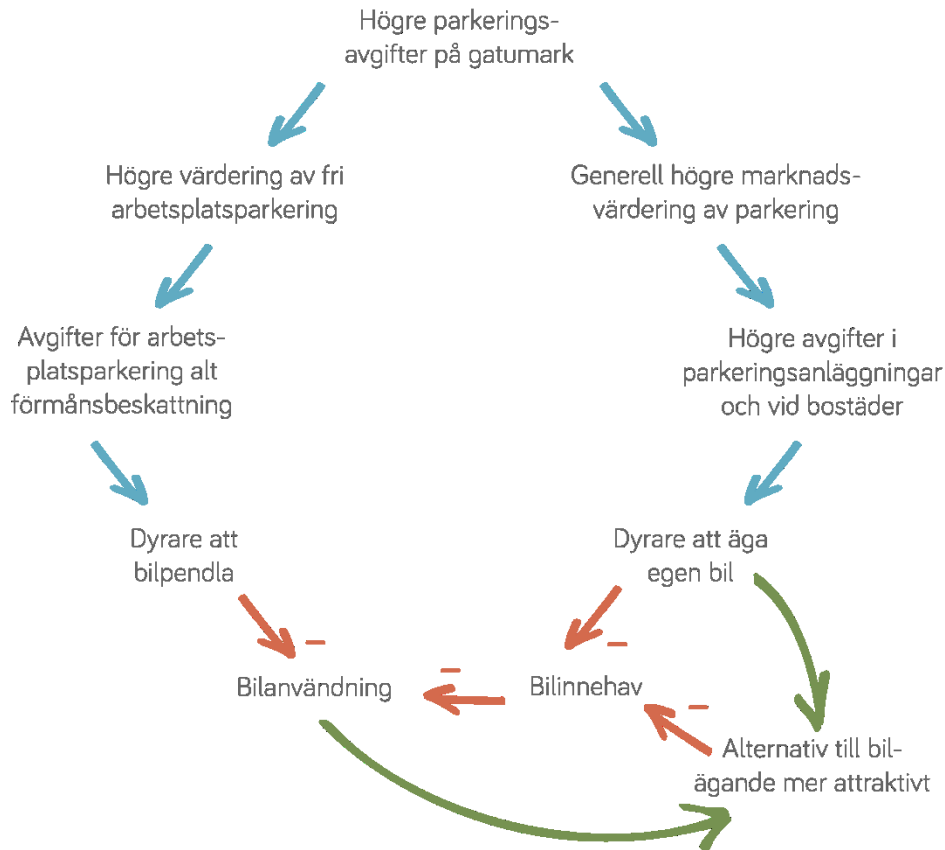 Högre parkerings-
avgifter på gatumark
Högre värdering av fri
arbetsplatsparkering
Generell högre marknads-
värdering av parkering
Avgifter för arbets-
platsparkering alt
förmånsbeskattning
Högre avgifter i
parkeringsanläggningar
och vid bostäder
Dyrare att
bilpendla
Dyrare att äga
egen bil
–
–
–
–
Bilanvändning
Bilinnehav
Alternativ till bil-
ägande mer attraktivt